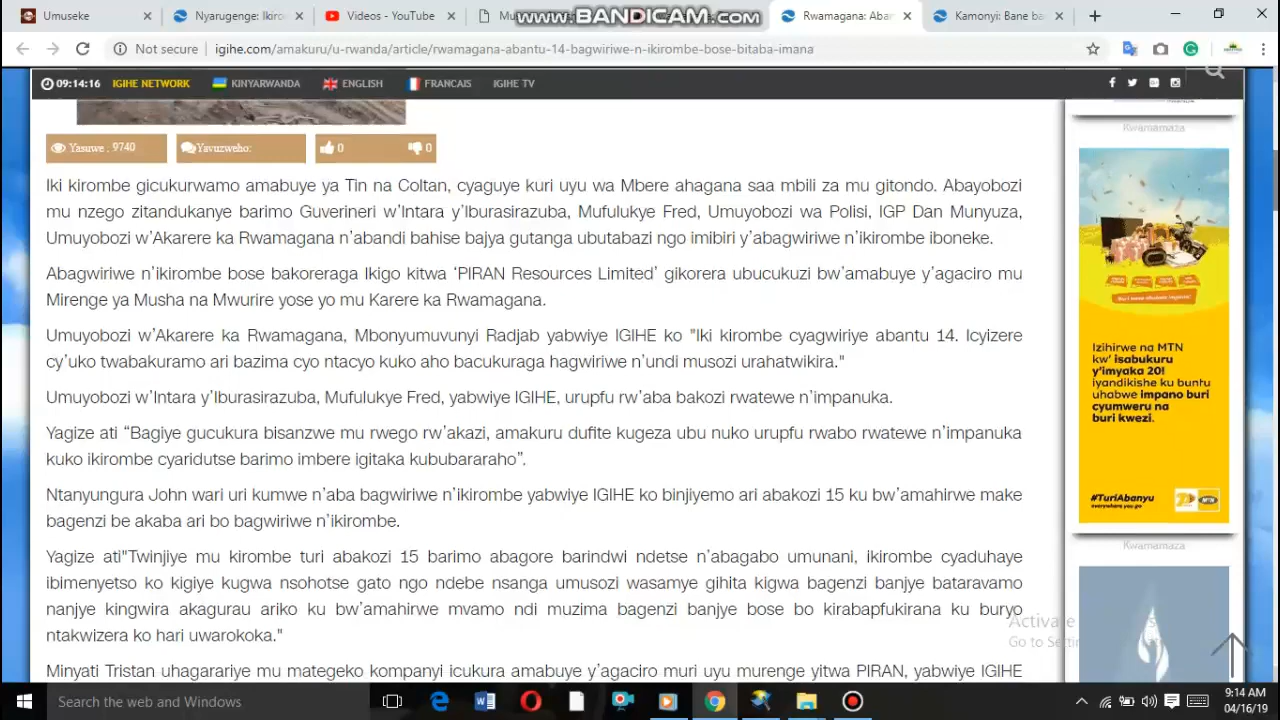 Umuseke
Nyarugenge: Ikiro
Videos - YouTube
Mu
www.BANDICAM.com
Rwamagana: Aban
Kamonyi: Bane ba
Not secure
igihe.com/amakuru/u-rwanda/article/rwamagana-abantu-14-bagwiriwe-n-ikirombe-bose-bitaba-imana
09:14:16
IGIHE NETWORK
KINYARWANDA
ENGLISH
FRANCAIS
IGIHE TV
Yasuwe : 9740
Yavuzweho:
0
0
Iki kirombe gicukurwamo amabuye ya Tin na Coltan, cyaguye kuri uyu wa Mbere ahagana saa mbili za mu gitondo. Abayobozi
mu nzego zitandukanye barimo Guverineri w'Intara y'Iburasirazuba, Mufulukye Fred, Umuyobozi wa Polisi, IGP Dan Munyuza,
Umuyobozi w'Akarere ka Rwamagana n'abandi bahise bajya gutanga ubutabazi ngo imibiri y'abagwiriwe n'ikirombe iboneke.
Abagwiriwe n'ikirombe bose bakoreraga Ikigo kitwa 'PIRAN Resources Limited' gikorera ubucukuzi bw'amabuye y'agaciro mu
Mirenge ya Musha na Mwurire yose yo mu Karere ka Rwamagana.
Umuyobozi w'Akarere ka Rwamagana, Mbonyumuvunyi Radjab yabwiye IGIHE ko "Iki kirombe cyagwiriye abantu 14. Icyizere
cy'uko twabakuramo ari bazima cyo ntacyo kuko aho bacukuraga hagwiriwe n'undi musozi urahatwikira."
Umuyobozi w'Intara y'Iburasirazuba, Mufulukye Fred, yabwiye IGIHE, urupfu rw'aba bakozi rwatewe n'impanuka.
Yagize ati “Bagiye gucukura bisanzwe mu rwego rw'akazi, amakuru dufite kugeza ubu nuko urupfu rwabo rwatewe n'impanuka
kuko ikirombe cyaridutse barimo imbere igitaka kububararaho”.
Ntanyungura John wari uri kumwe n'aba bagwiriwe n'ikirombe yabwiye IGIHE ko binjiyemo ari abakozi 15 ku bw'amahirwe make
bagenzi be akaba ari bo bagwiriwe n'ikirombe.
Yagize ati"Twinjiye mu kirombe turi abakozi 15 barimo abagore barindwi ndetse n'abagabo umunani, ikirombe cyaduhaye
ibimenyetso ko kigiye kugwa nsohotse gato ngo ndebe nsanga umusozi wasamye gihita kigwa bagenzi banjye bataravamo
nanjye kingwira akagurau ariko ku bw'amahirwe mvamo ndi muzima bagenzi banjye bose bo kirabapfukirana ku buryo
ntakwizera ko hari uwarokoka."
Minyati Tristan uhagarariye mu mategeko kompanyi icukura amabuye y'agaciro muri uyu murenge yitwa PIRAN, yabwiye IGIHE
Kwamamaza
Izihirwe na MTN
kw' isabukuru
y'imyaka 20!
iyandikishe ku buntu
uhabwe impano buri
cyumweru na
buri kwezi.
#TuriAbanyu
everywhere you go
Kwamamaza
Activate
Go to Setti
Search the web and Windows
9:14 AM
04/16/19